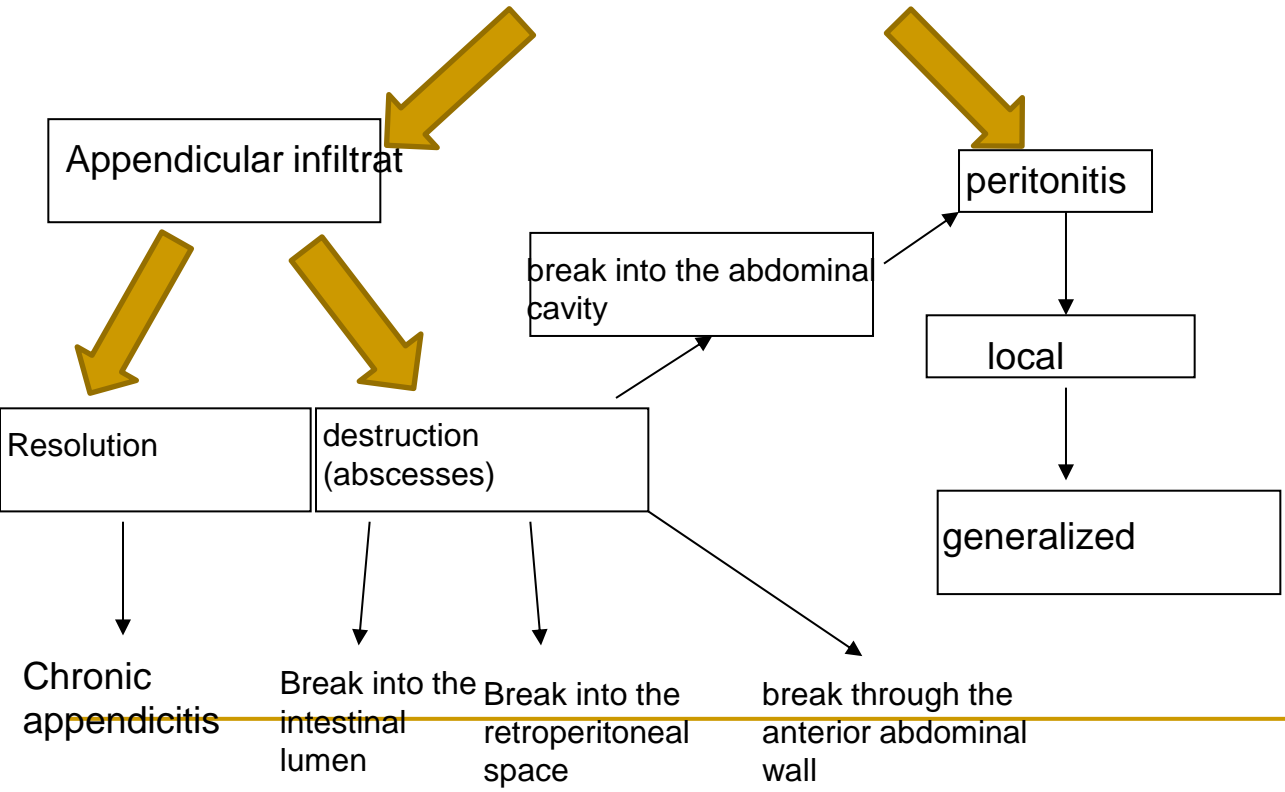 Appendicular infiltrat
peritonitis
break into the abdominal
cavity
local
Resolution
destruction
(abscesses)
generalized
Chronic
appendicitis
Break into the
intestinal
lumen
Break into the
retroperitoneal
space
break through the
anterior abdominal
wall